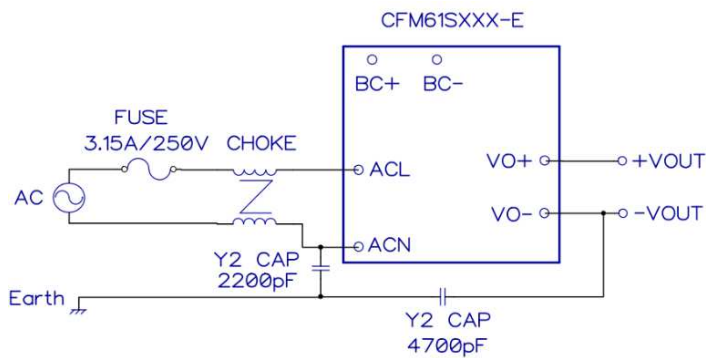 CFM61SXXX-E
BC+ BC-
FUSE
3.15A/250V CHOKE
ACL
VO+ +VOUT
AC
VO- -VOUT
ACN
Y2 CAP
2200pF
Earth
Y2 CAP
4700pF